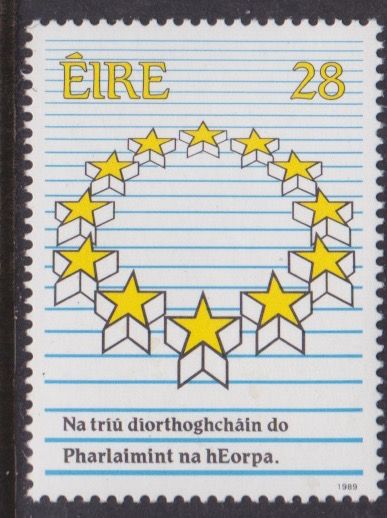 ÉIRE 28
Na tríú díorthoghcháin do
Pharlaimint na hEorpa.
1989